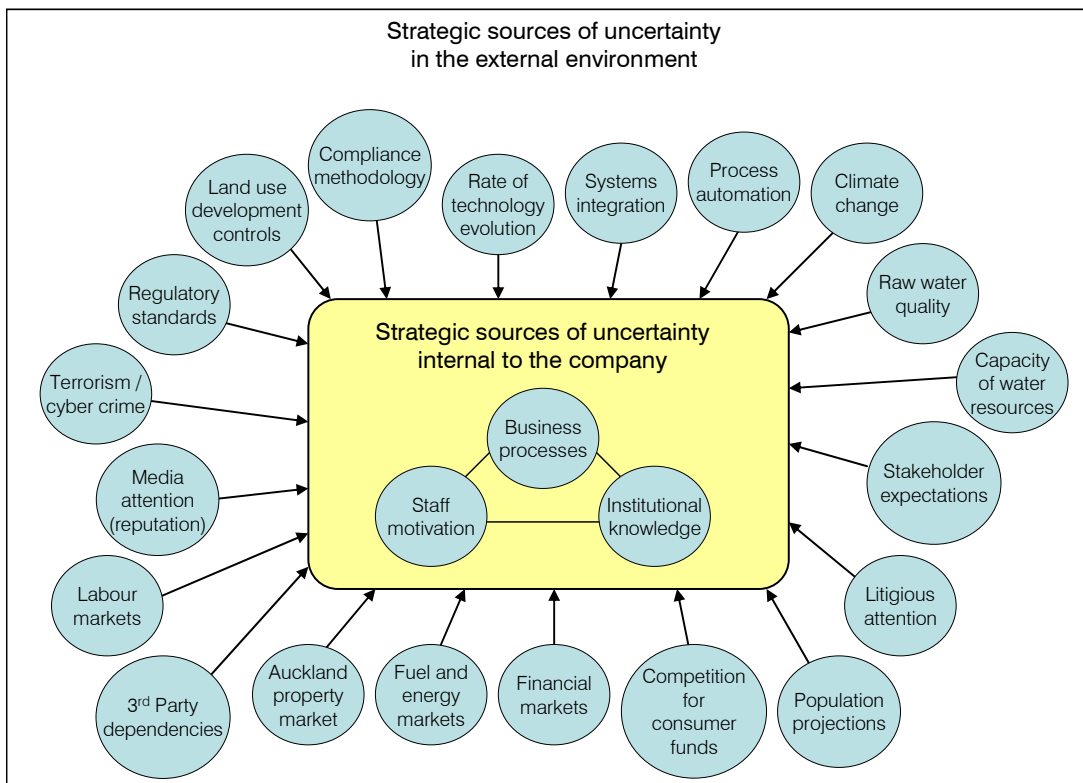 Strategic sources of uncertainty
in the external environment
Compliance
methodology
Land use
development
controls
Rate of
technology
evolution
Systems
integration
Process
automation
Climate
change
Regulatory
standards
Raw water
quality
Terrorism /
cyber crime
Capacity
of water
resources
Media
attention
(reputation)
Stakeholder
expectations
Labour
markets
Litigious
attention
3rd Party
dependencies
Auckland
property
market
Fuel and
energy
markets
Financial
markets
Competition
for
consumer
funds
Population
projections
Strategic sources of uncertainty
internal to the company
Business
processes
Staff
motivation
Institutional
knowledge